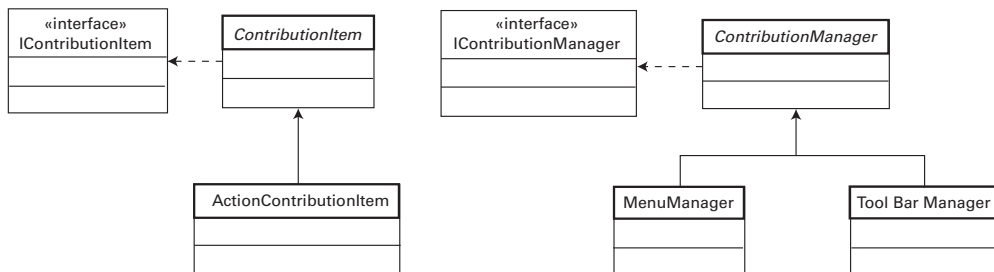 «interface»
IContributionItem
ContributionItem
«interface»
IContributionManager
ContributionManager
ActionContributionItem
MenuManager
Tool Bar Manager